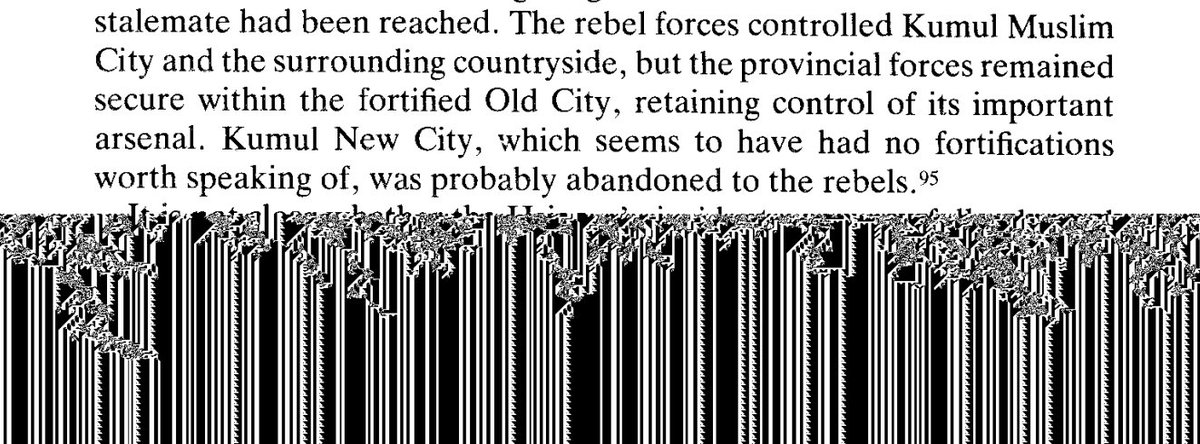 stalemate had been reached. The rebel forces controlled Kumul Muslim
City and the surrounding countryside, but the provincial forces remained
secure within the fortified Old City, retaining control of its important
arsenal. Kumul New City, which seems to have had no fortifications
worth speaking of, was probably abandoned to the rebels.95